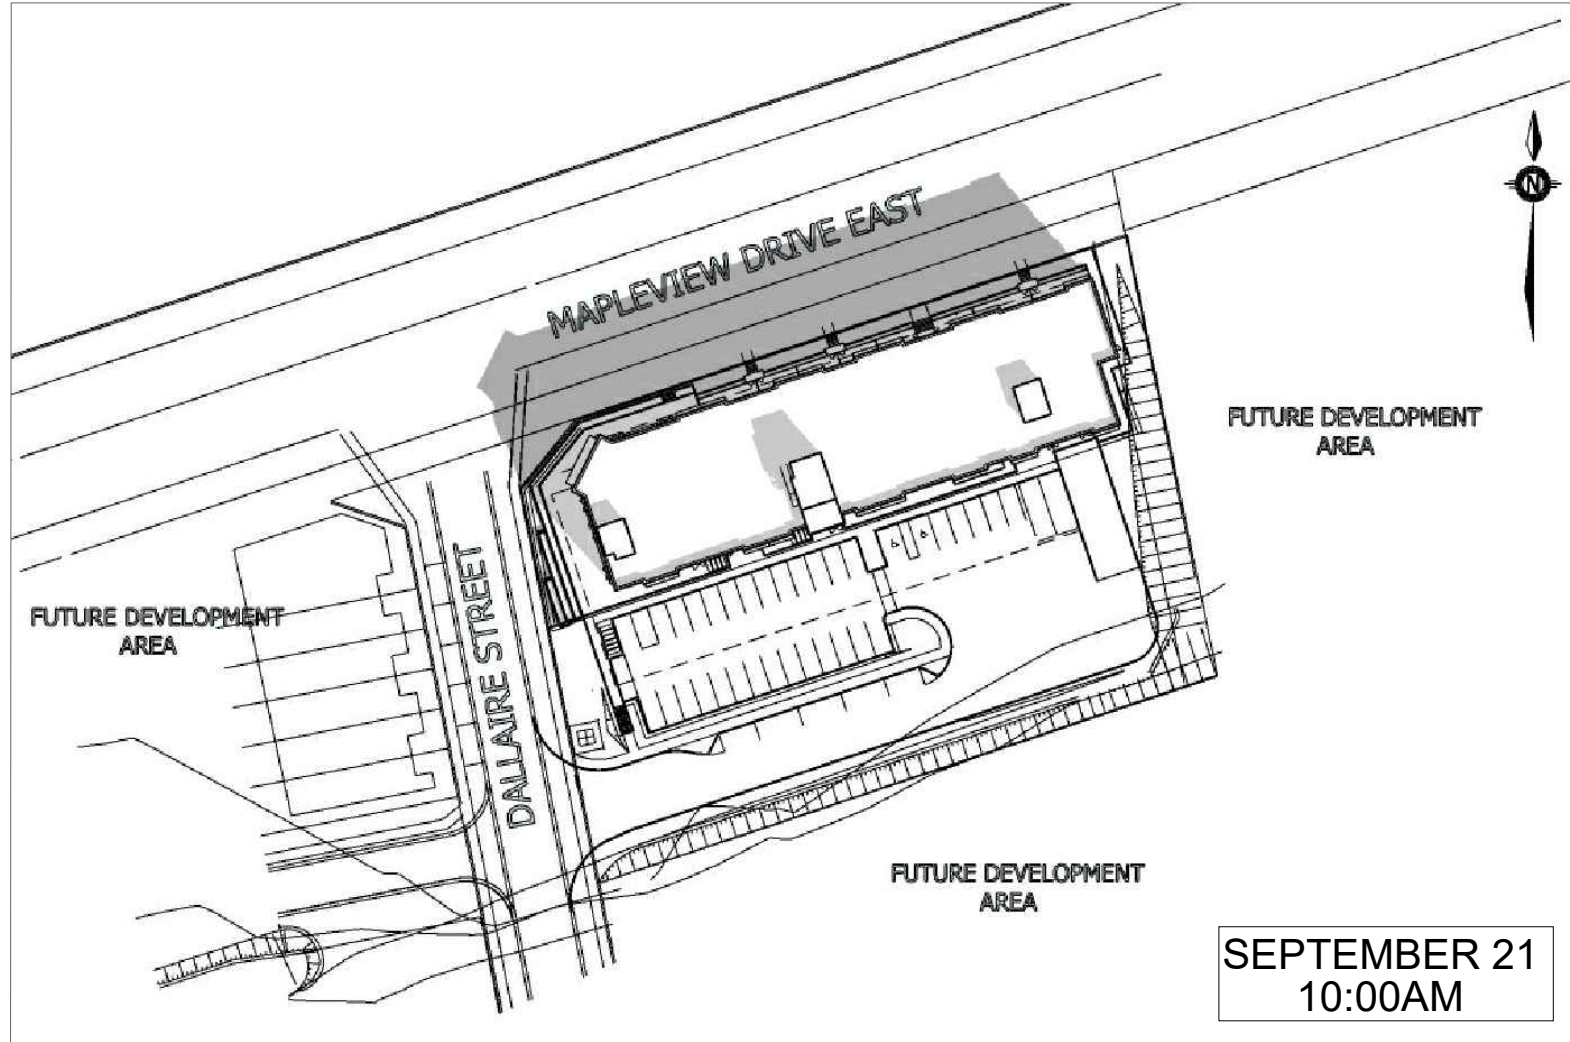 MAPLEVIEW DRIVE EAST
N
FUTURE DEVELOPMENT
AREA
FUTURE DEVELOPMENT
AREA
DALLAIRE STREET
FUTURE DEVELOPMENT
AREA
SEPTEMBER 21
10:00AM